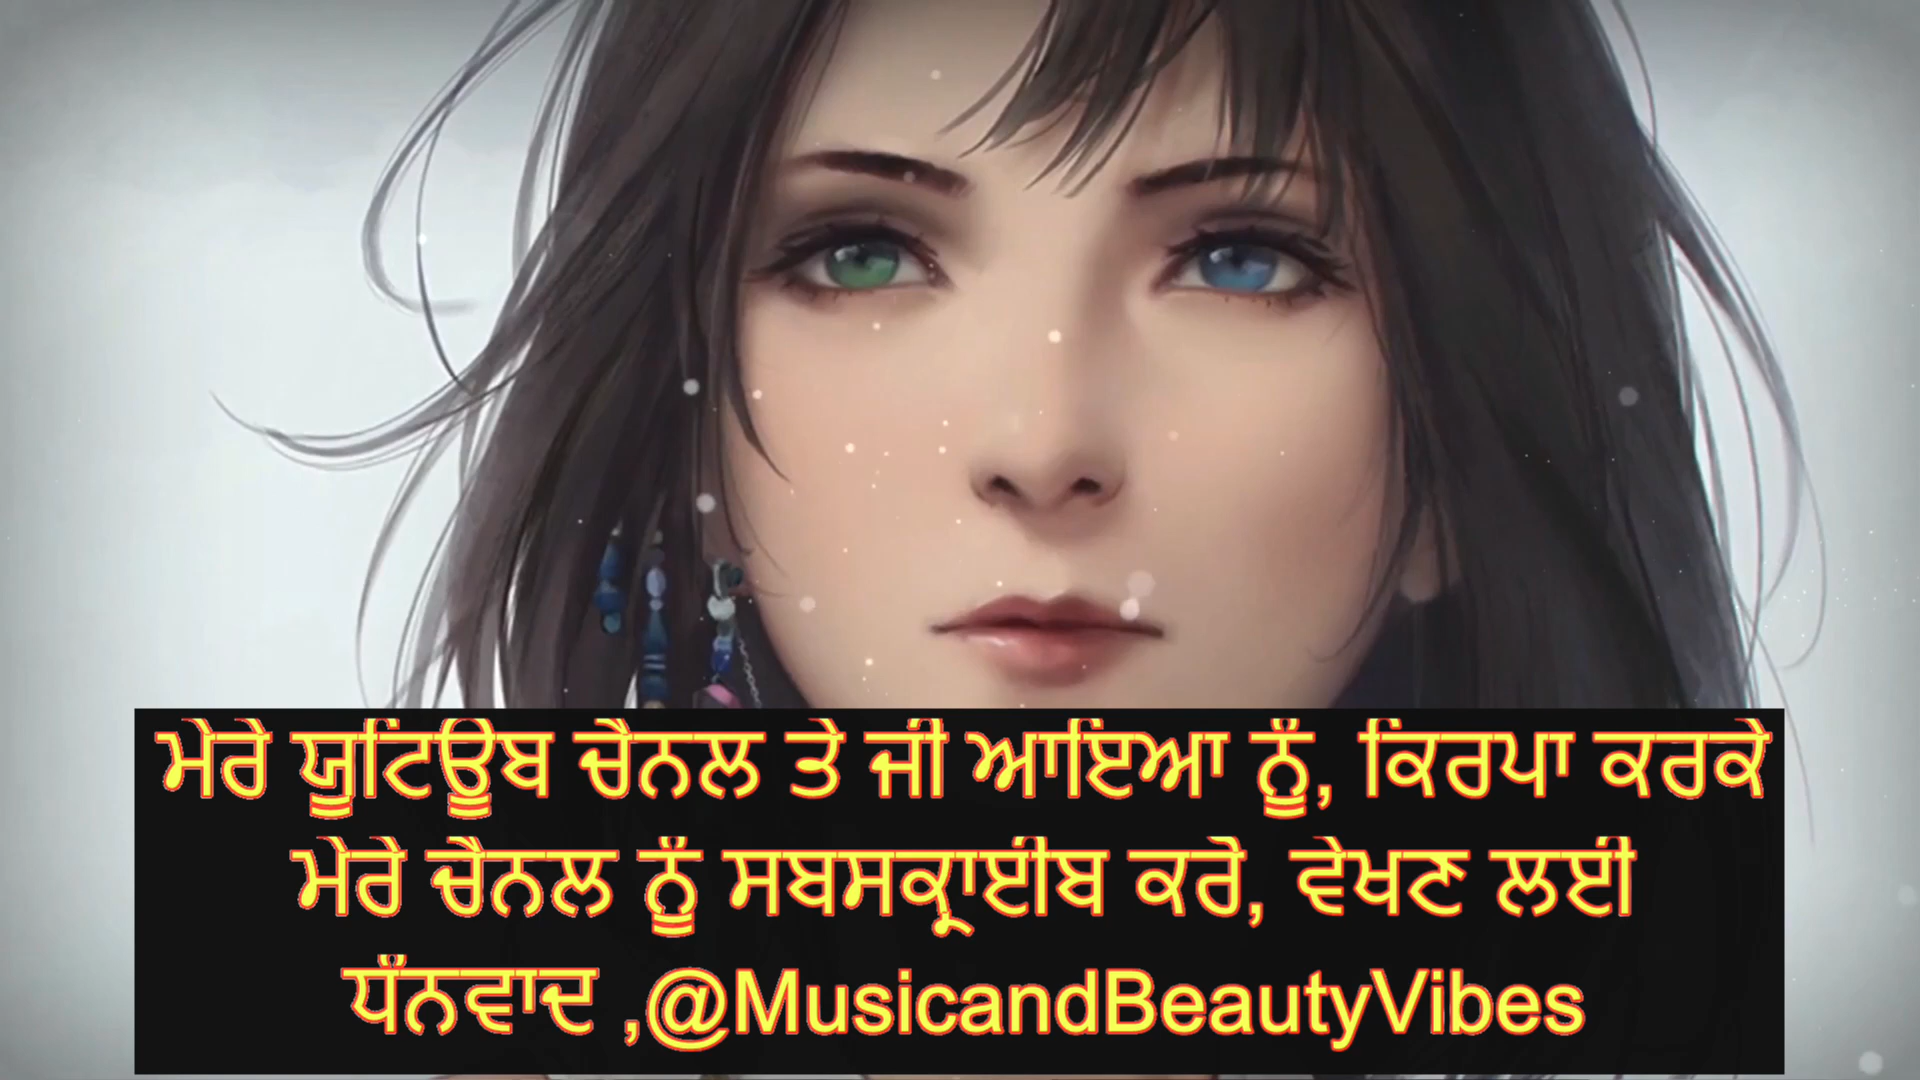 ਮੇਰੇ ਯੂਟਿਊਬ ਚੈਨਲ ਤੇ ਜੀ ਆਇਆ ਨੂੰ, ਕਿਰਪਾ ਕਰਕੇ
ਮੇਰੇ ਚੈਨਲ ਨੂੰ ਸਬਸਕ੍ਰਾਈਬ ਕਰੋ, ਵੇਖਣ ਲਈ
ਧੰਨਵਾਦ ,@MusicandBeautyVibes